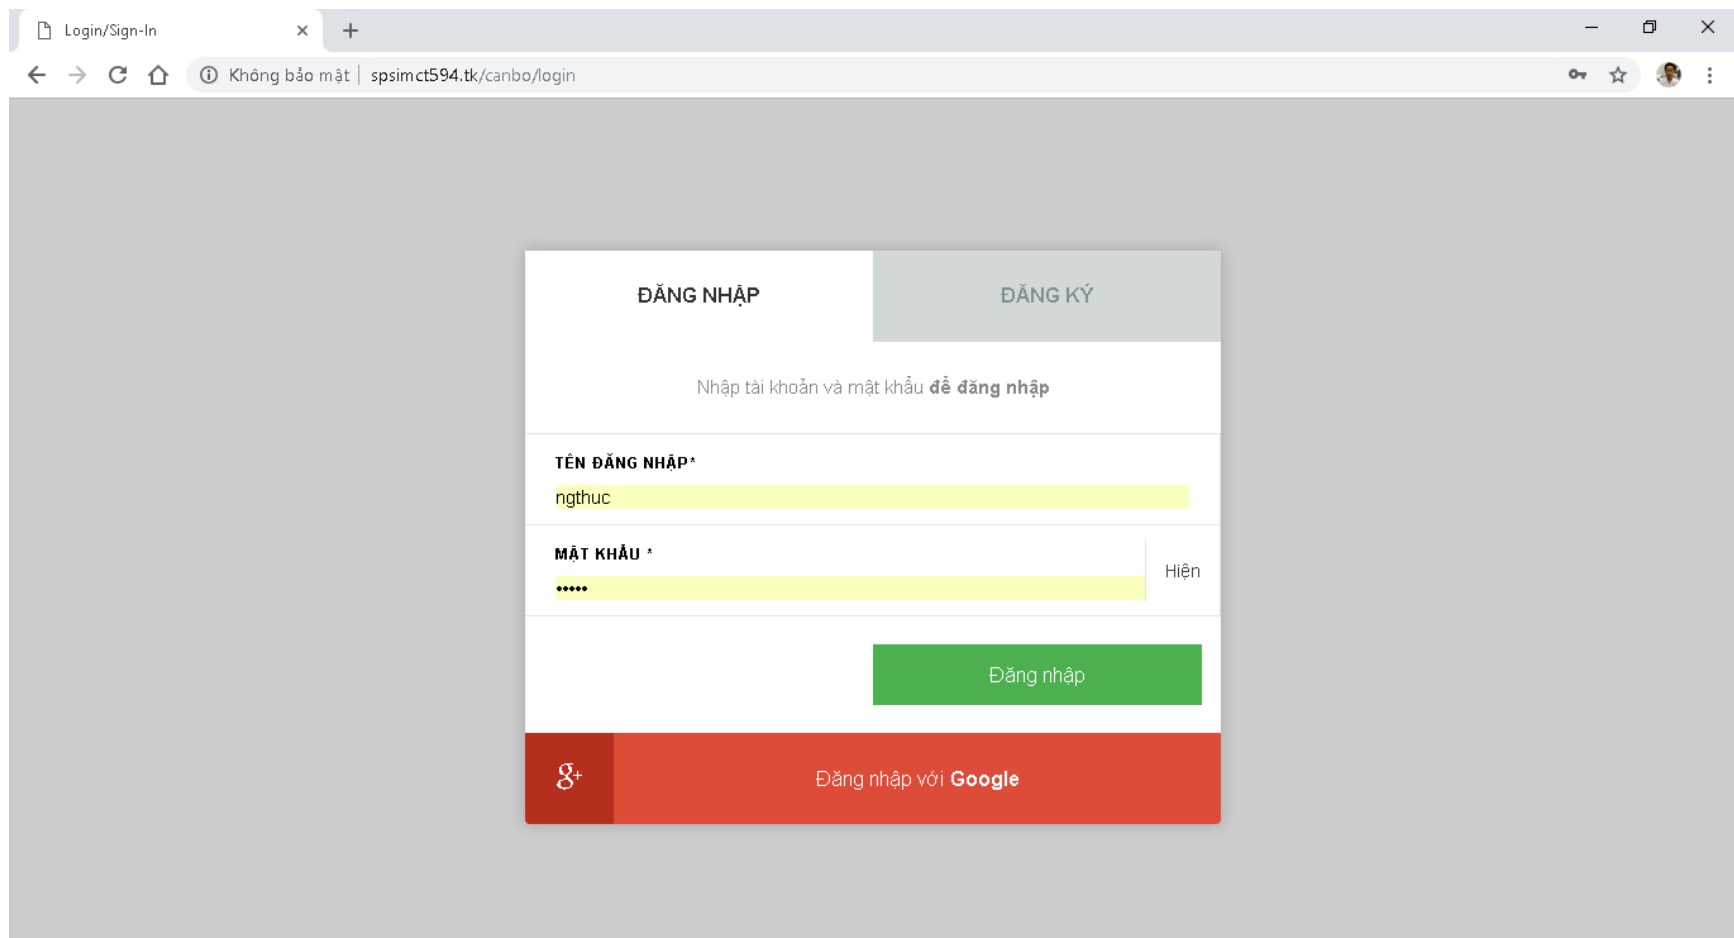 Login/Sign-In
Không bảo mật | spsimct594.tk/canbo/login
ĐĂNG NHẬP
ĐĂNG KÝ
Nhập tài khoản và mật khẩu để đăng nhập
TÊN ĐĂNG NHẬP*
ngthuc
MẬT KHẨU *
•••••
Hiện
Đăng nhập
g+
Đăng nhập với Google